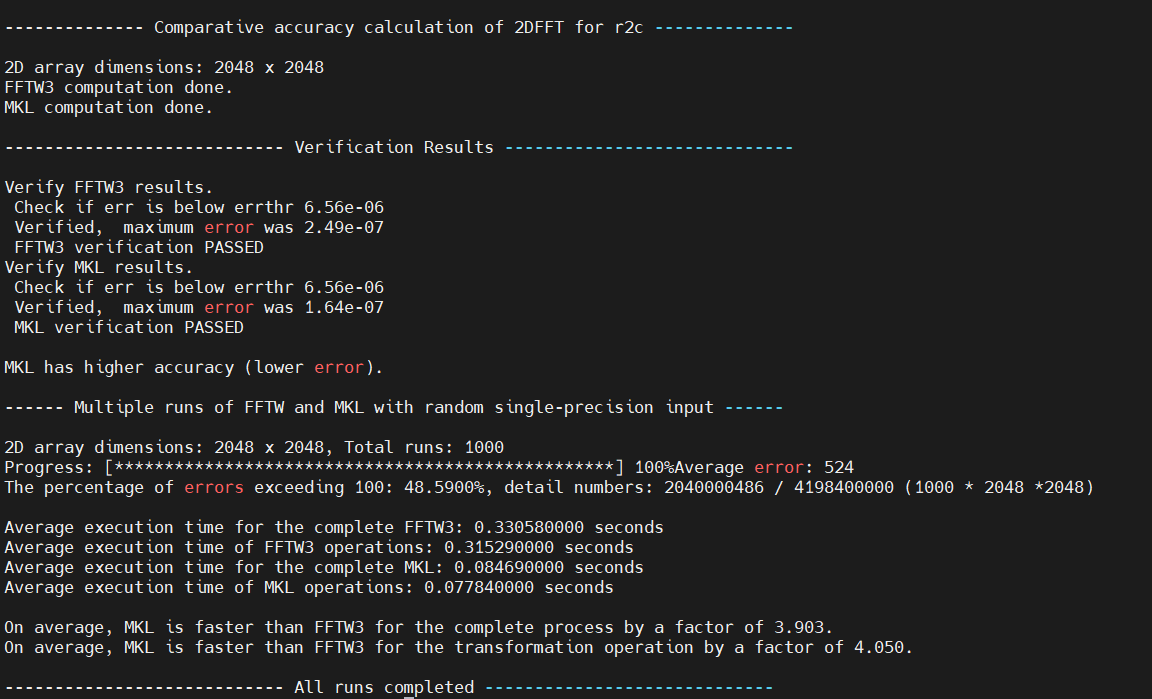 -------------- Comparative accuracy calculation of 2DFFT for r2c --------------
2D array dimensions: 2048 x 2048
FFTW3 computation done.
MKL computation done.
---------------------------- Verification Results -----------------------------
Verify FFTW3 results.
Check if err is below errthr 6.56e-06
Verified,  maximum error was 2.49e-07
FFTW3 verification PASSED
Verify MKL results.
Check if err is below errthr 6.56e-06
Verified,  maximum error was 1.64e-07
MKL verification PASSED
MKL has higher accuracy (lower error).
------ Multiple runs of FFTW and MKL with random single-precision input ------
2D array dimensions: 2048 x 2048, Total runs: 1000
Progress: [**************************************************] 100%Average error: 524
The percentage of errors exceeding 100: 48.5900%, detail numbers: 2040000486 / 4198400000 (1000 * 2048 *2048)
Average execution time for the complete FFTW3: 0.330580000 seconds
Average execution time of FFTW3 operations: 0.315290000 seconds
Average execution time for the complete MKL: 0.084690000 seconds
Average execution time of MKL operations: 0.077840000 seconds
On average, MKL is faster than FFTW3 for the complete process by a factor of 3.903.
On average, MKL is faster than FFTW3 for the transformation operation by a factor of 4.050.
---------------------------- All runs completed -----------------------------